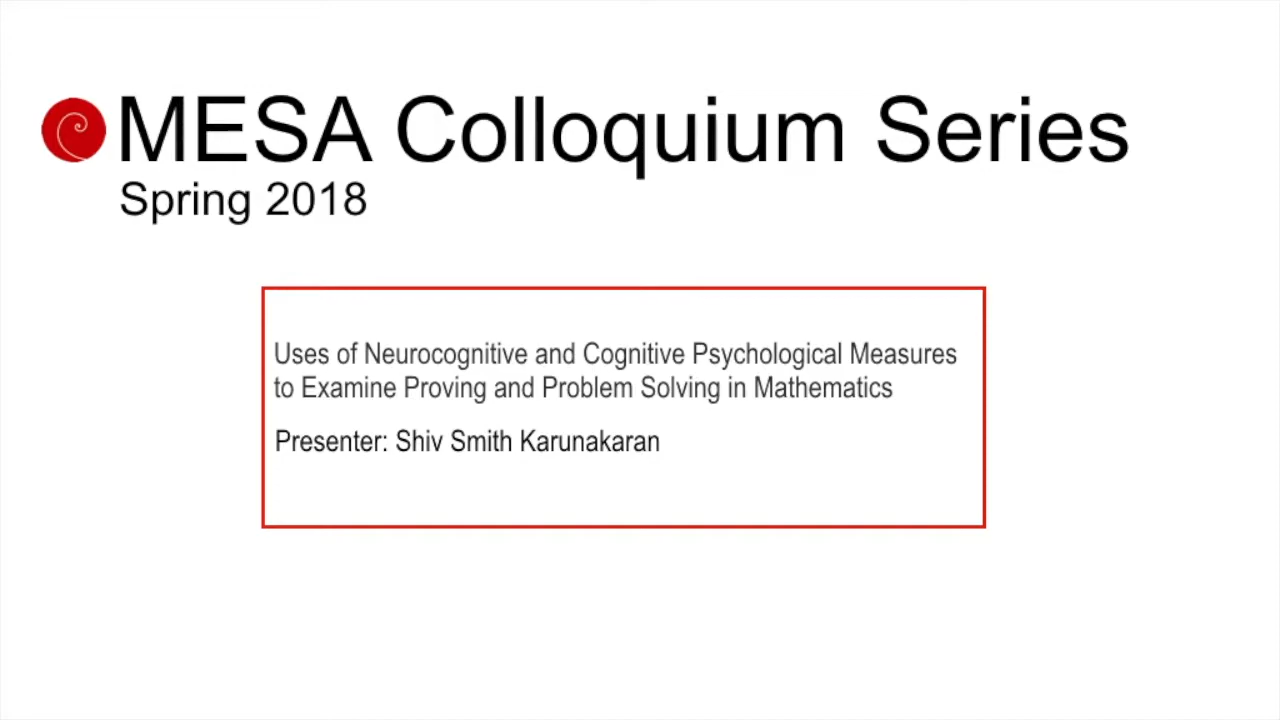 MESA Colloquium Series
Spring 2018
Uses of Neurocognitive and Cognitive Psychological Measures
to Examine Proving and Problem Solving in Mathematics
Presenter: Shiv Smith Karunakaran